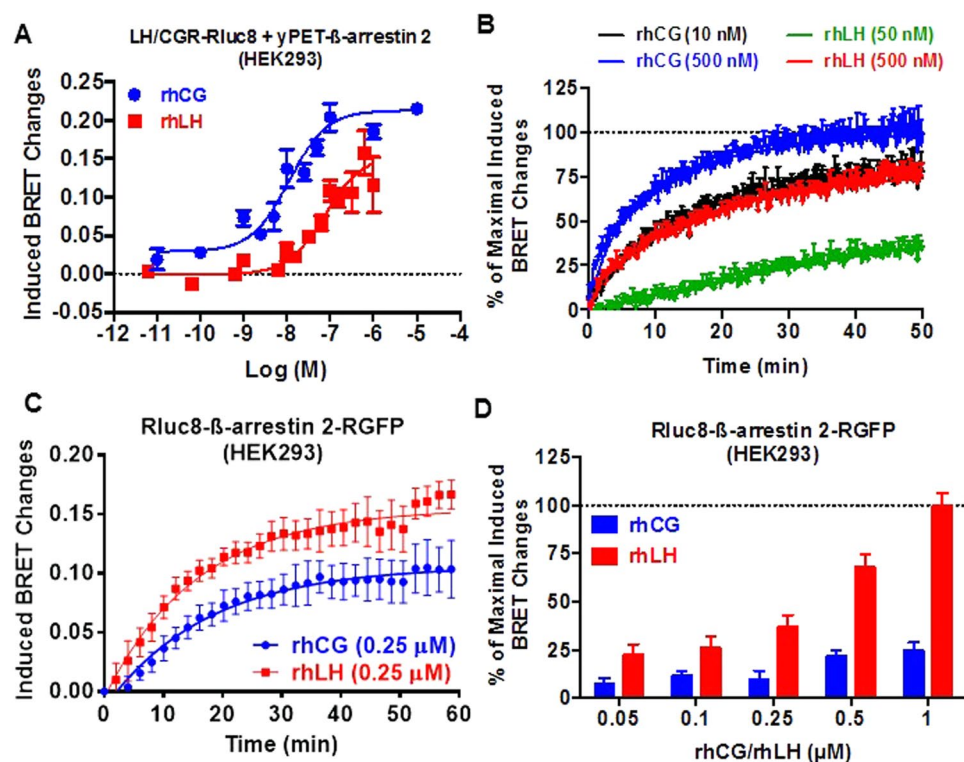 A
LH/CGR-Rluc8 + yPET-ß-arrestin 2
(HEK293)
rhCG
rhLH
Induced BRET Changes
0.25
0.20
0.15
0.10
0.05
0.00
-0.05
-12 -11 -10 -9 -8 -7 -6 -5 -4
Log (M)
B
rhCG (10 nM) rhLH (50 nM)
rhCG (500 nM) rhLH (500 nM)
% of Maximal Induced
BRET Changes
125
100
75
50
25
0
0 10 20 30 40 50
Time (min)
C
Rluc8-ß-arrestin 2-RGFP
(HEK293)
Induced BRET Changes
0.20
0.15
0.10
0.05
0.00
rhCG (0.25 µM)
rhLH (0.25 µM)
0 10 20 30 40 50 60
Time (min)
D
Rluc8-ß-arrestin 2-RGFP
(HEK293)
% of Maximal Induced
BRET Changes
125
100
75
50
25
0
rhCG
rhLH
0.05 0.1 0.25 0.5 1
rhCG/rhLH (µM)